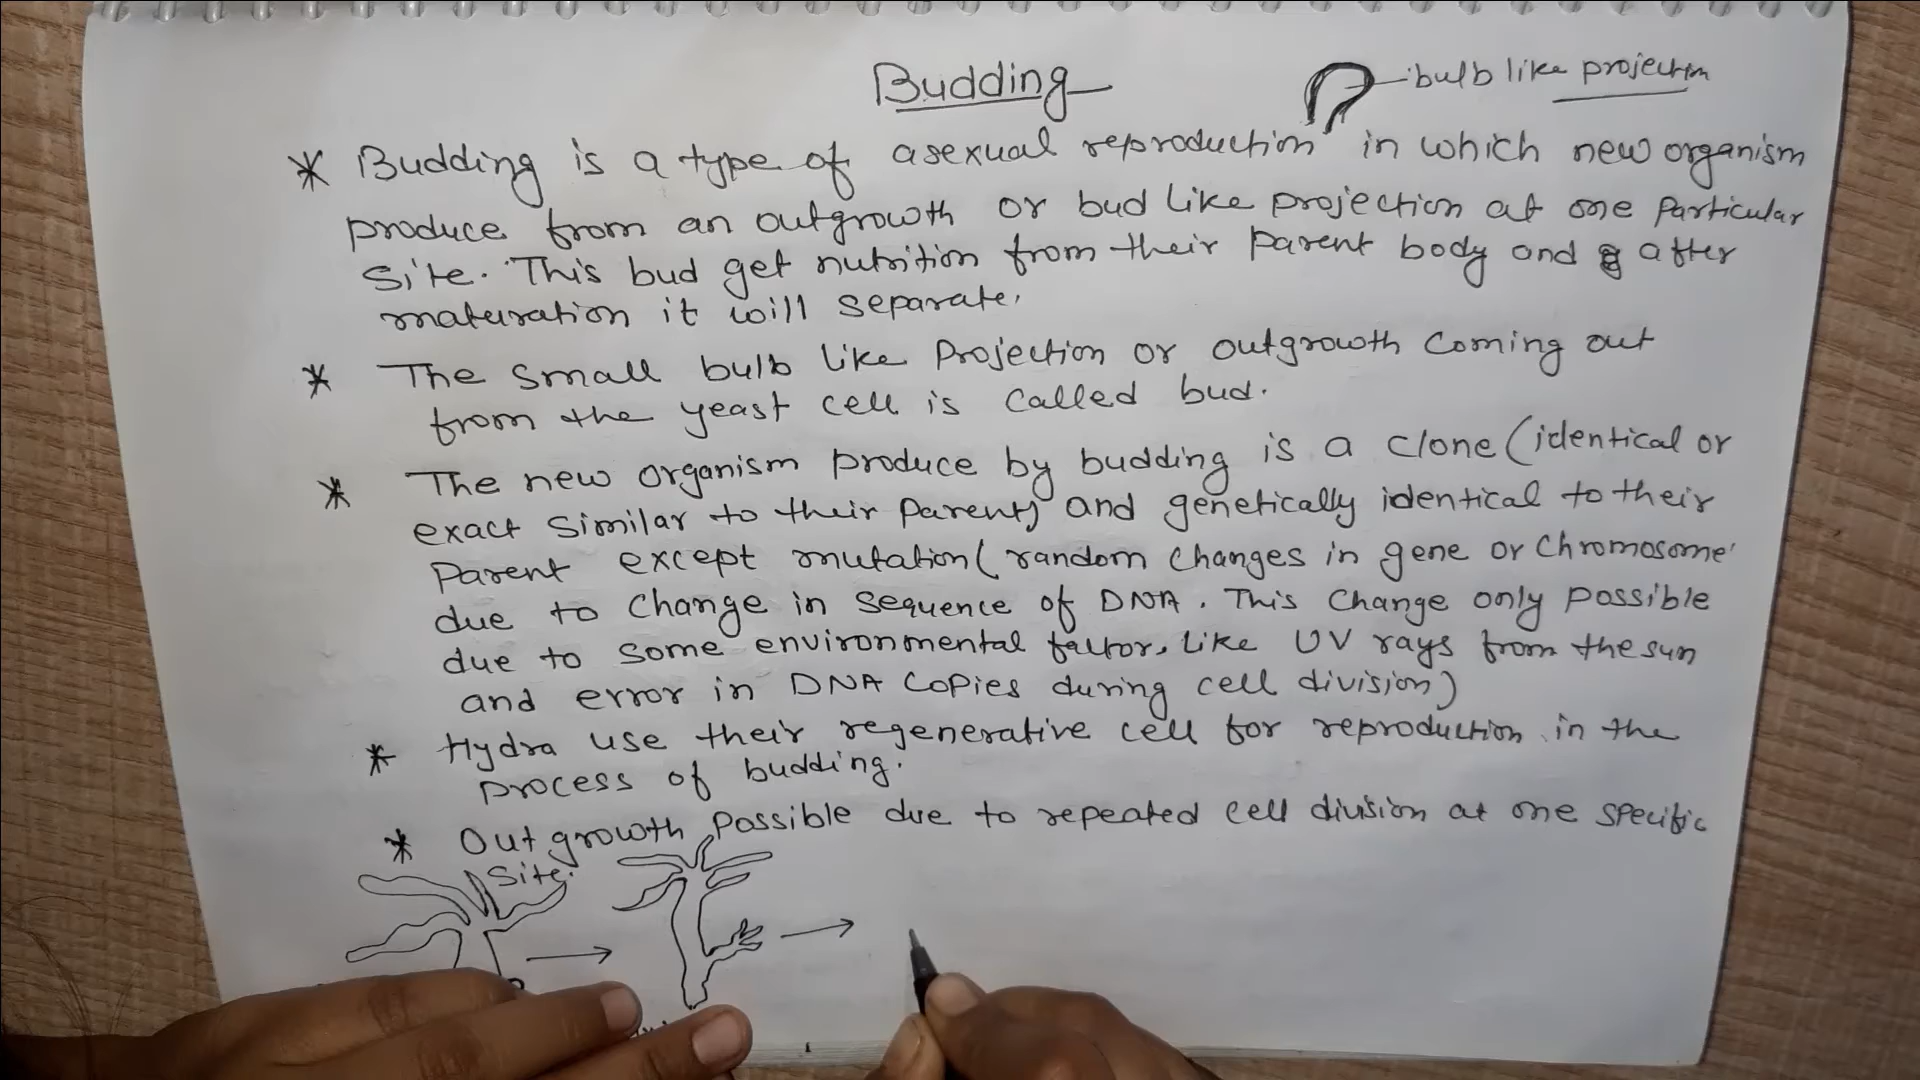 Budding
bulb like projection
* Budding is a type of asexual reproduction in which new organism
produce from an outgrowth or bud like projection at one particular
site. This bud get nutrition from their parent body and after
maturation it will separate.
* The small bulb like Projection or outgrowth coming out
from the yeast cell is called bud.
* The new organism produce by budding is a clone (identical or
exact similar to their parent) and genetically identical to their
parent except mutation (random changes in gene or chromosome
due to change in sequence of DNA. This change only possible
due to some environmental factor, like UV rays from the sun
and error in DNA copies during cell division)
* Hydra use their regenerative cell for reproduction in the
process of budding.
* Outgrowth possible due to repeated cell division at one specific
site.